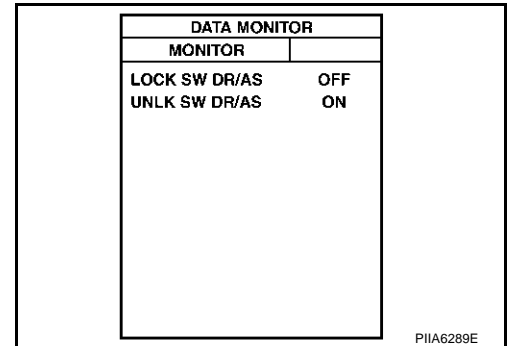 DATA MONITOR
MONITOR
LOCK SW DR/AS OFF
UNLK SW DR/AS ON
PIIA6289E